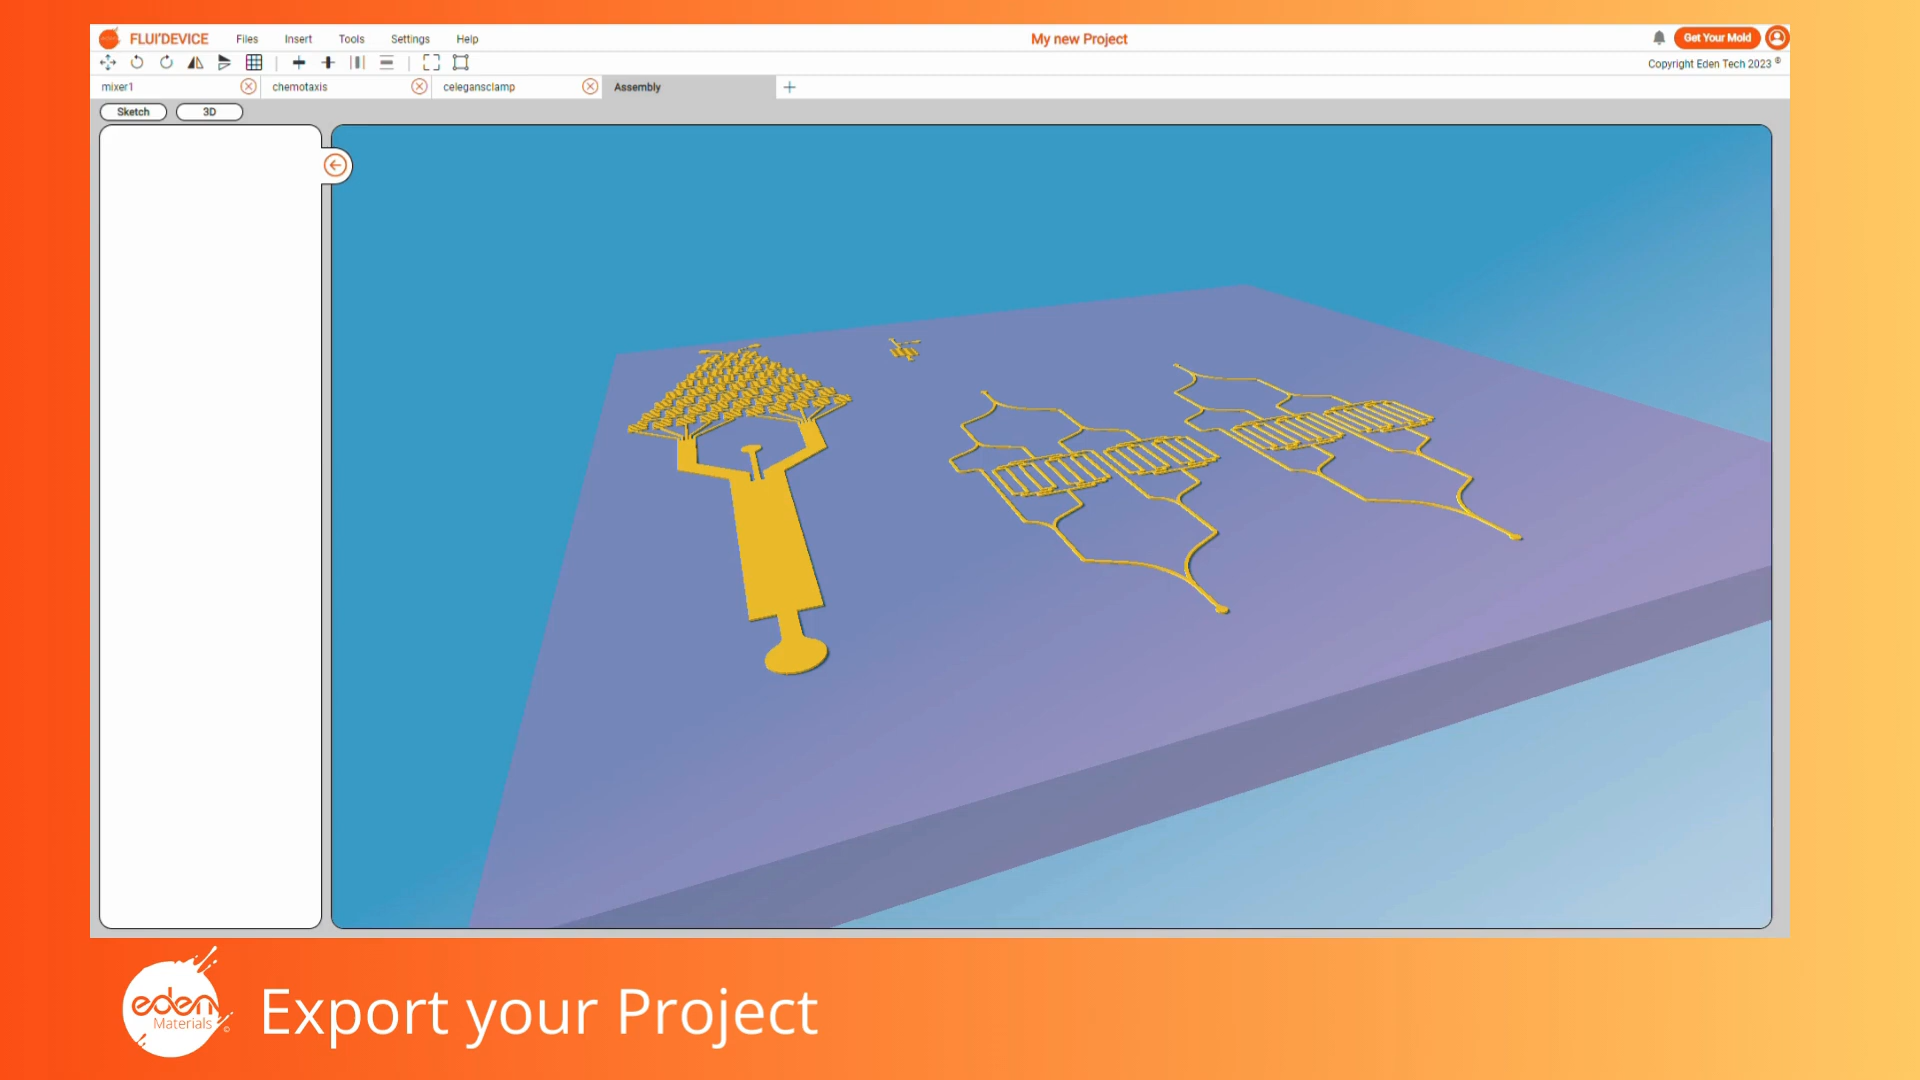 FLUI'DEVICE Files Insert Tools Settings Help My new Project Get Your Mold
Copyright Eden Tech 2023 ©
mixer1 chemotaxis celegansclamp Assembly
Sketch 3D
eden
Materials ©
Export your Project